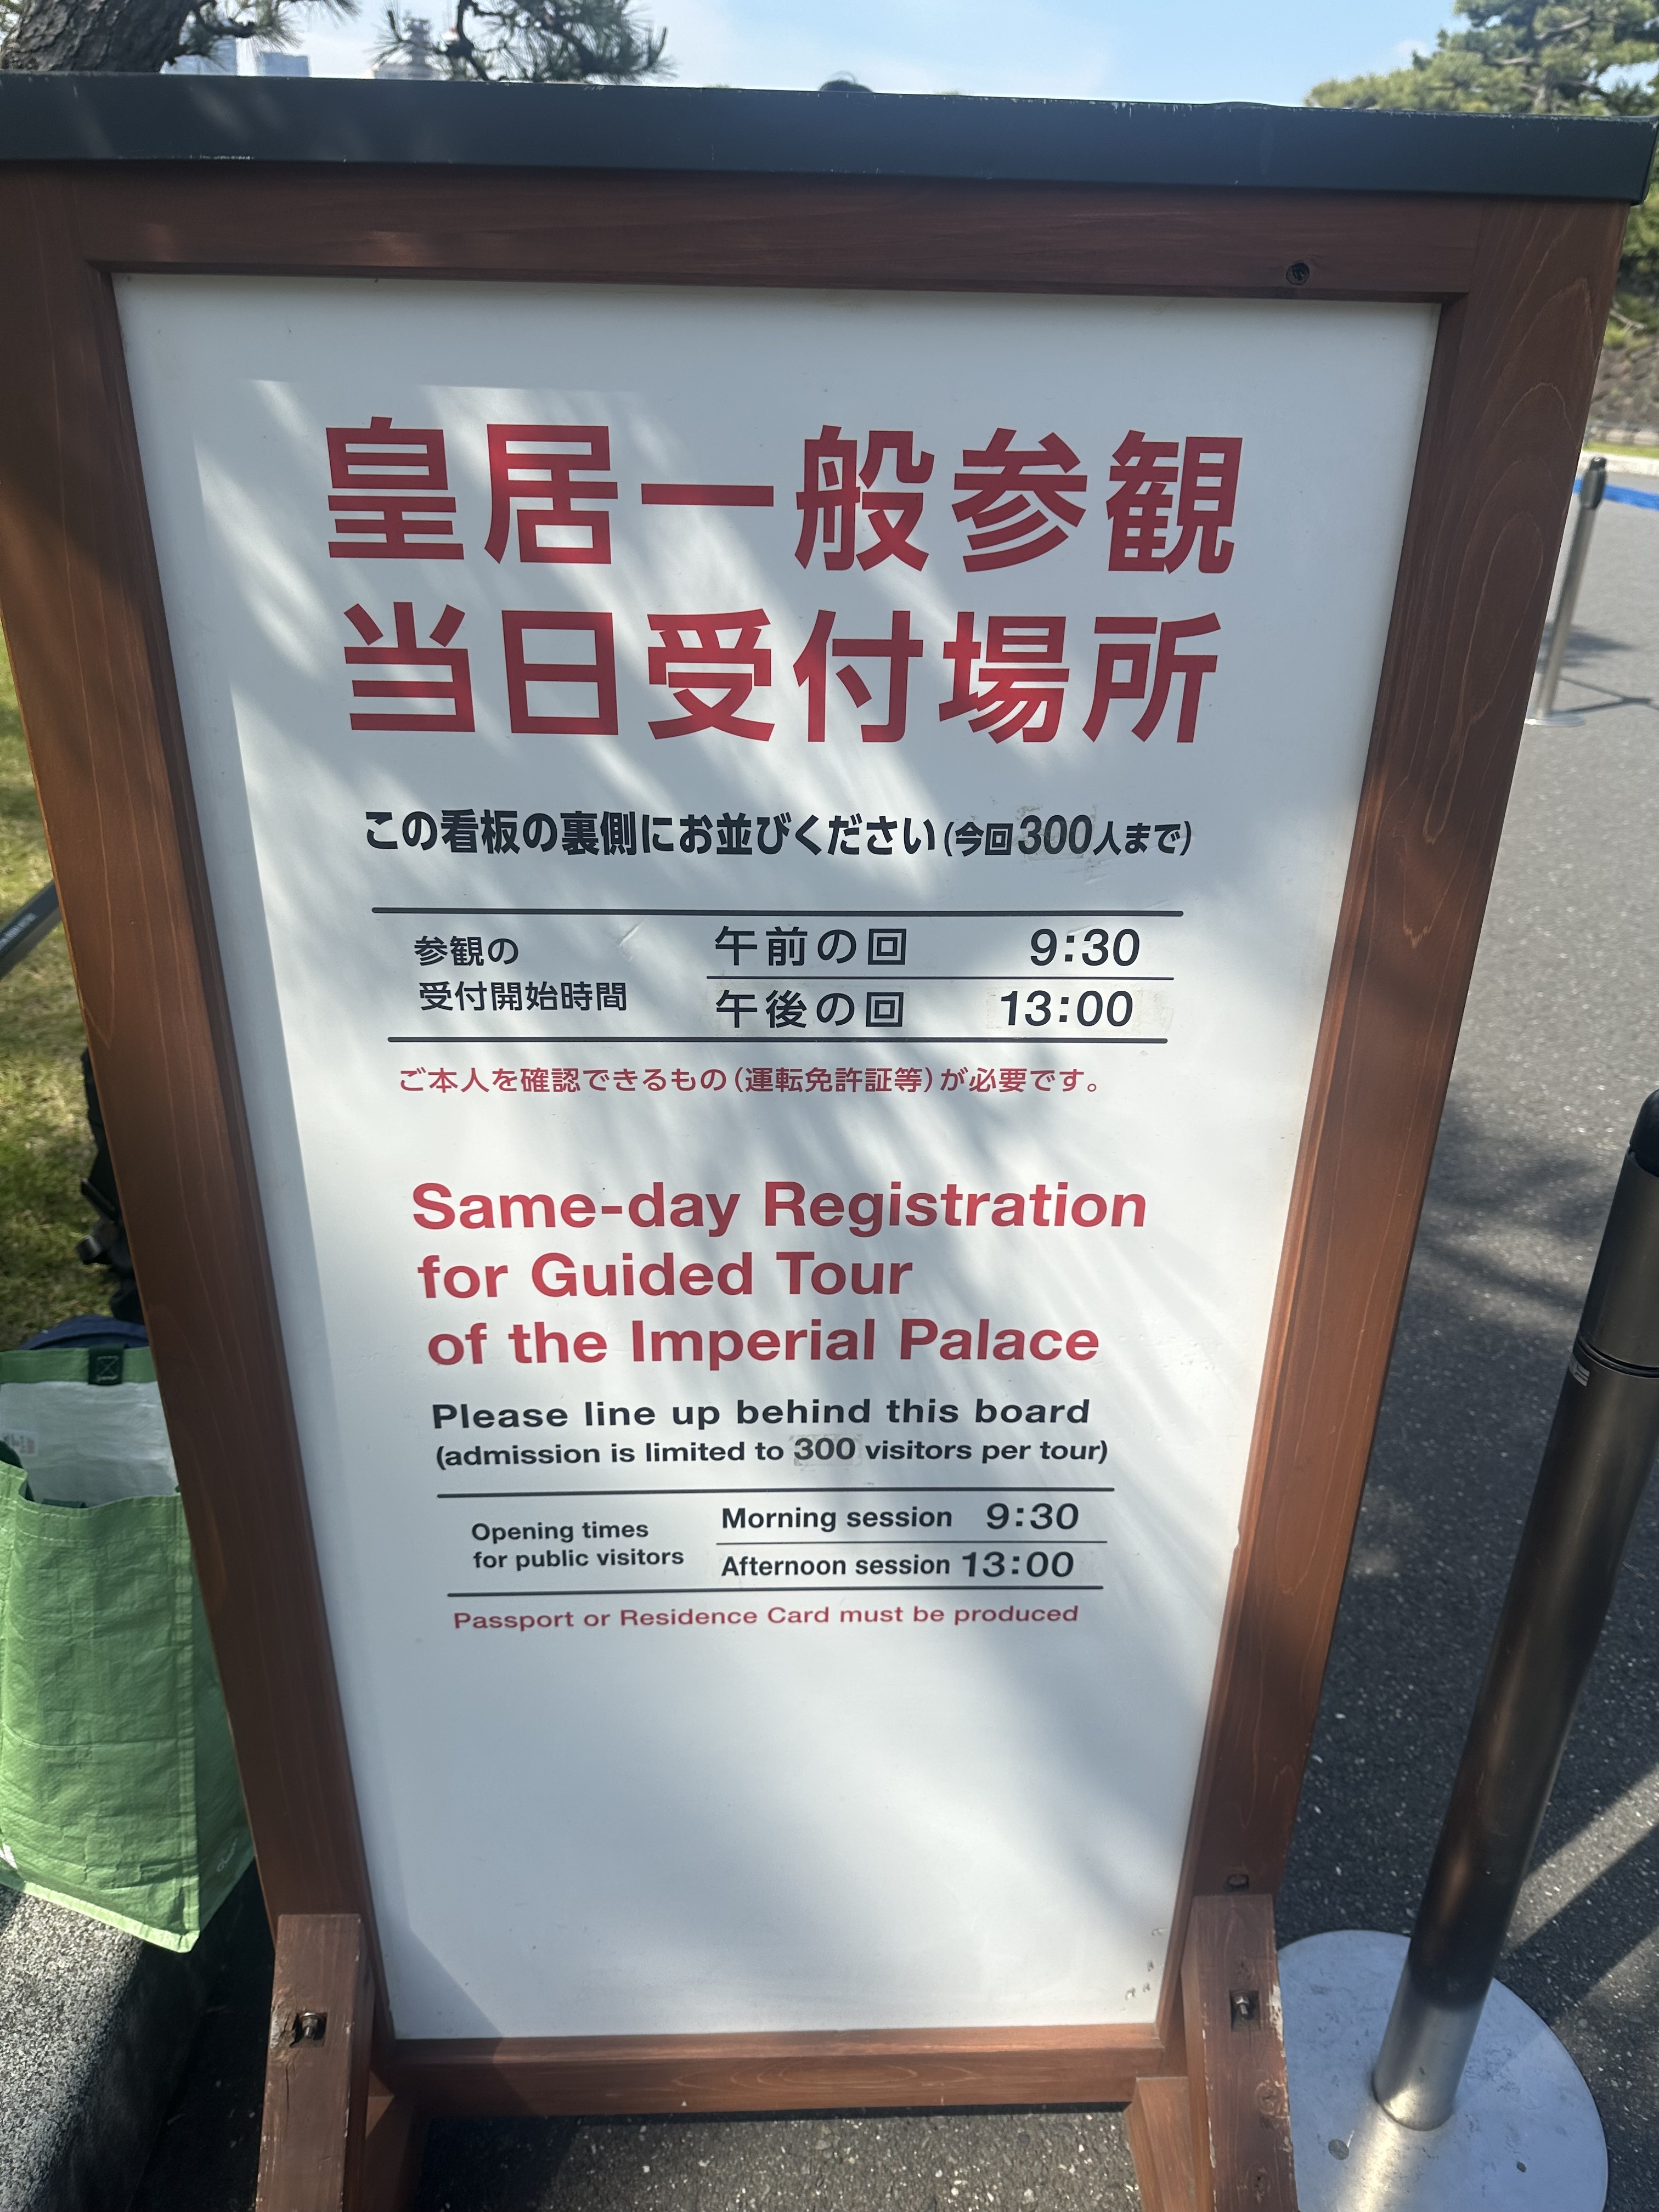 皇居一般参観
当日受付場所
この看板の裏側にお並びください(今回300人まで)
参観の
受付開始時間
午前の回 9:30
午後の回 13:00
ご本人を確認できるもの(運転免許証等)が必要です。
Same-day Registration
for Guided Tour
of the Imperial Palace
Please line up behind this board
(admission is limited to 300 visitors per tour)
Opening times
for public visitors
Morning session 9:30
Afternoon session 13:00
Passport or Residence Card must be produced